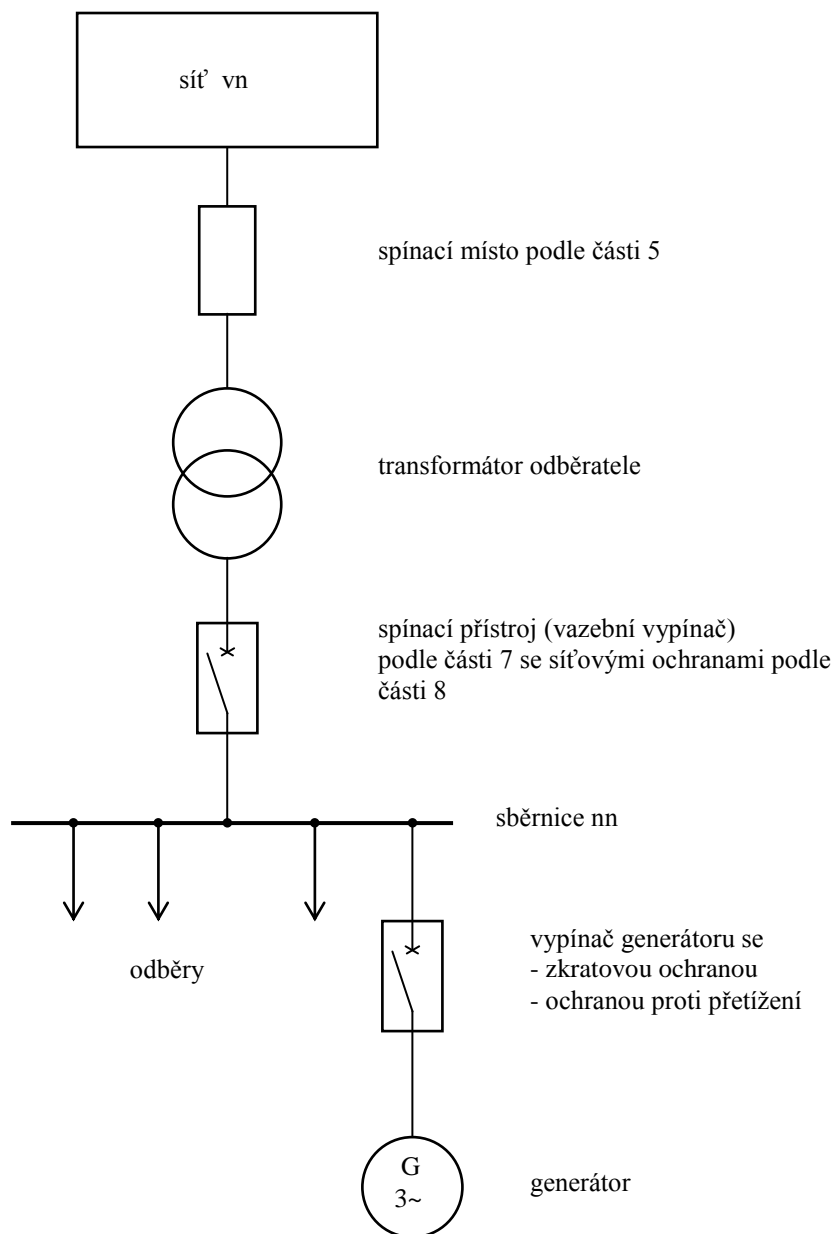 síť vn
spínací místo podle části 5
transformátor odběratele
spínací přístroj (vazební vypínač)
podle části 7 se síťovými ochranami podle
části 8
sběrnice nn
odběry
vypínač generátoru se
- zkratovou ochranou
- ochranou proti přetížení
G
3~
generátor